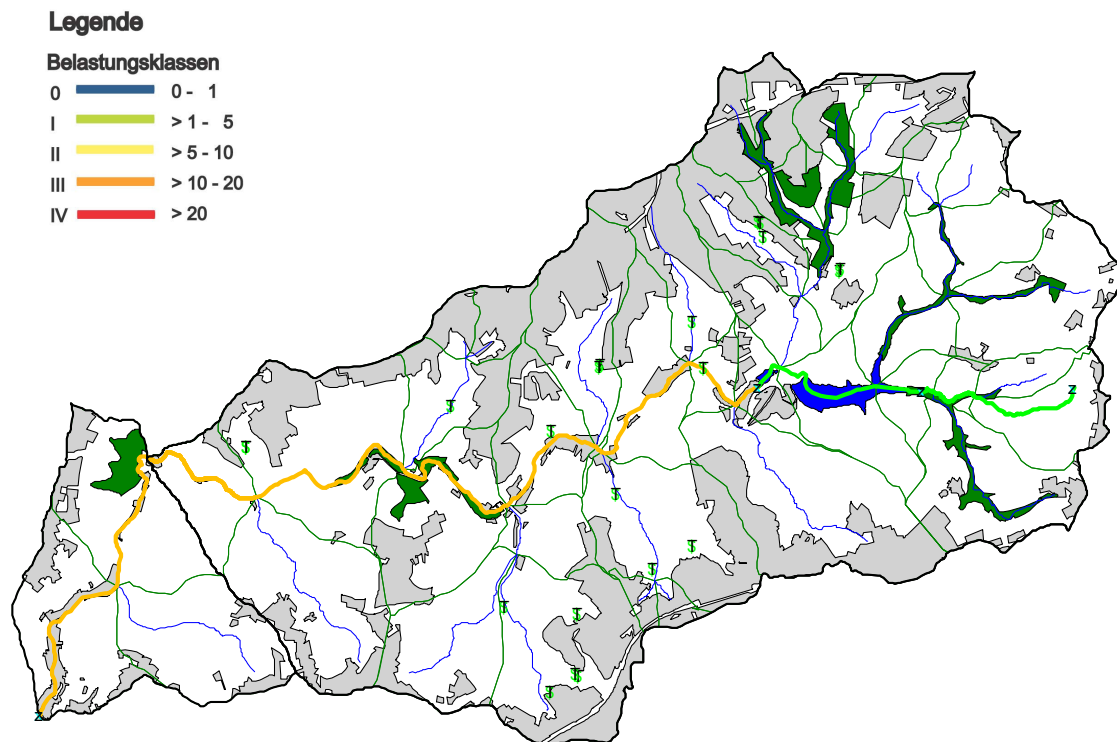 Legende
Belastungsklassen
0 0 - 1
I > 1 - 5
II > 5 - 10
III > 10 - 20
IV > 20
T
T
T
T
T
T
T
Z
Z
Z
T
T
T
T
T
T
T
T
T
T
T
Z